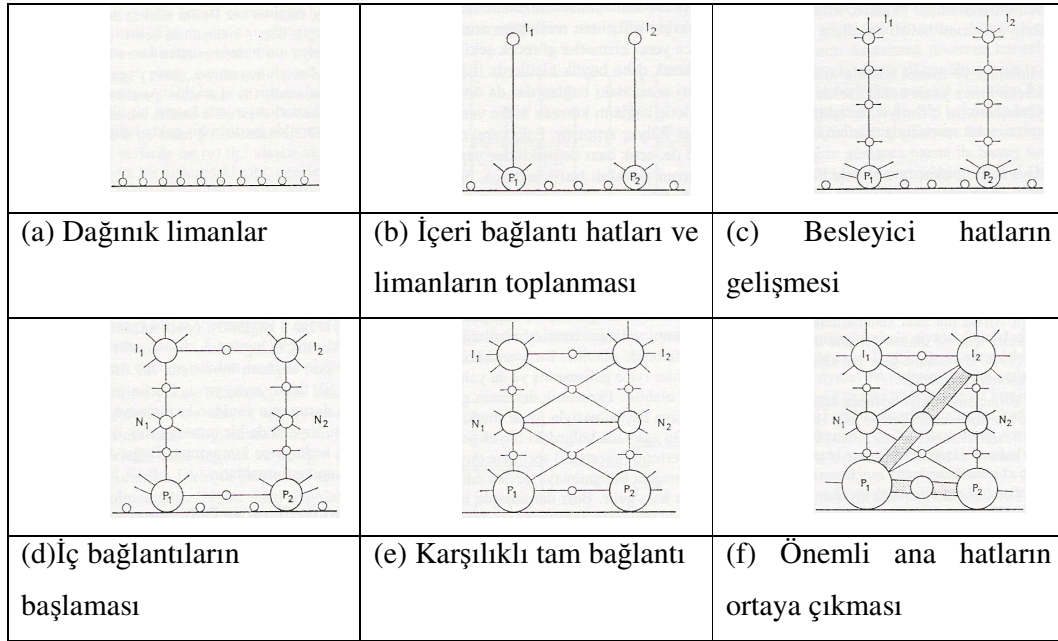 I₁ I₂
P₁ P₂
I₁ I₂
P₁ P₂
(a) Dağınık limanlar
(b) İçeri bağlantı hatları ve
limanların toplanması
(c) Besleyici hatların
gelişmesi
I₁ I₂
N₁ N₂
P₁ P₂
I₁ I₂
N₁ N₂
P₁ P₂
I₁ I₂
N₁ N₂
P₁ P₂
(d)İç bağlantıların
başlaması
(e) Karşılıklı tam bağlantı
(f) Önemli ana hatların
ortaya çıkması